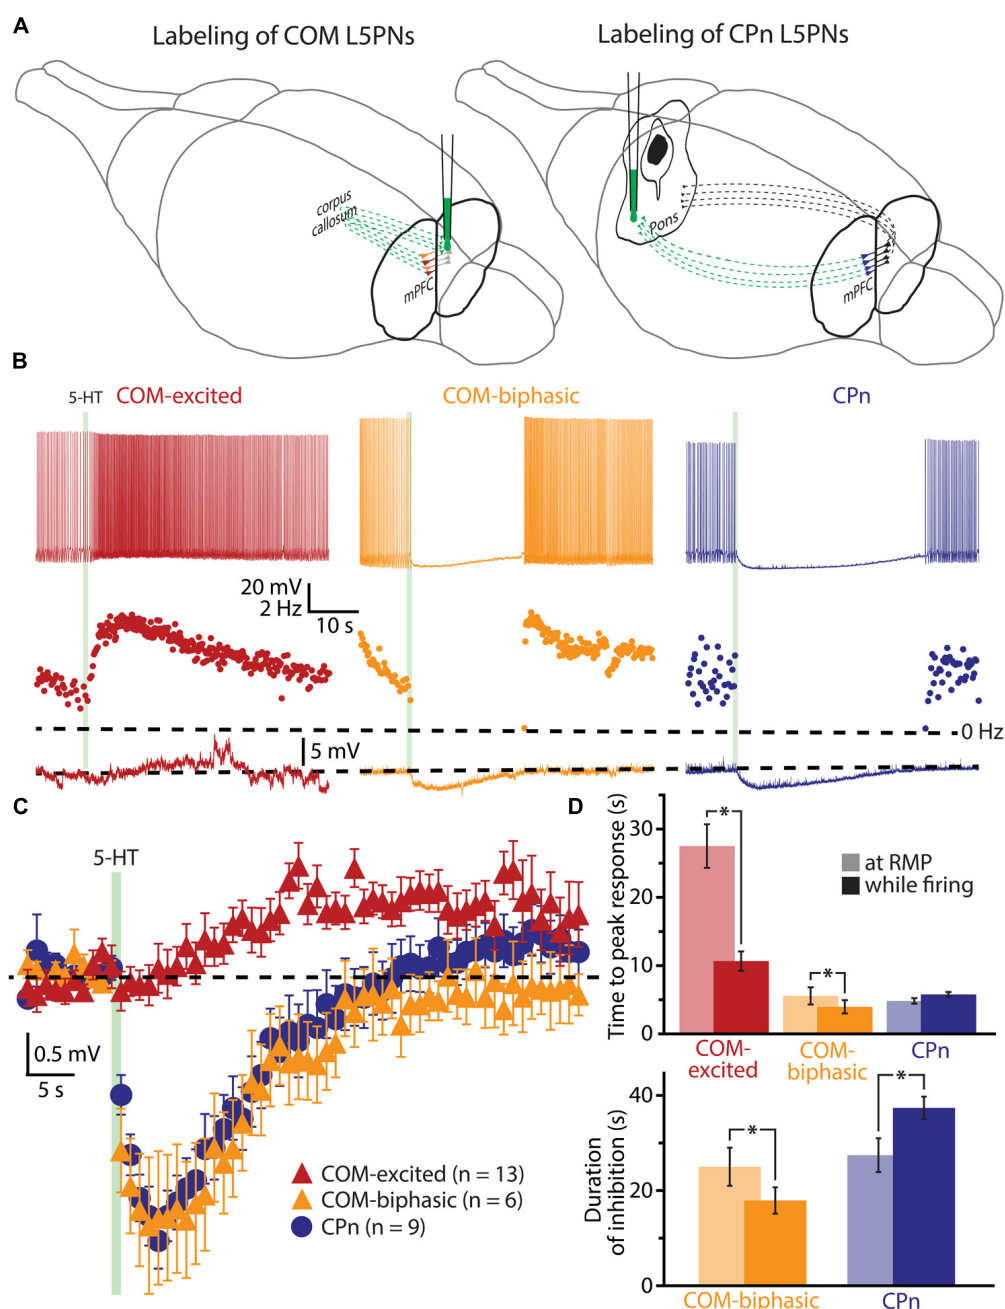 A
Labeling of COM L5PNs
Labeling of CPn L5PNs
corpus
callosum
mPFC
Pons
mPFC
B
5-HT
COM-excited
COM-biphasic
CPn
20 mV
2 Hz
10 s
0 Hz
5 mV
C
5-HT
0.5 mV
5 s
COM-excited (n = 13)
COM-biphasic (n = 6)
CPn (n = 9)
D
Time to peak response (s)
30
20
10
0
*
*
at RMP
while firing
COM-
excited
COM-
biphasic
CPn
Duration
of inhibition (s)
40
20
0
*
*
COM-biphasic
CPn